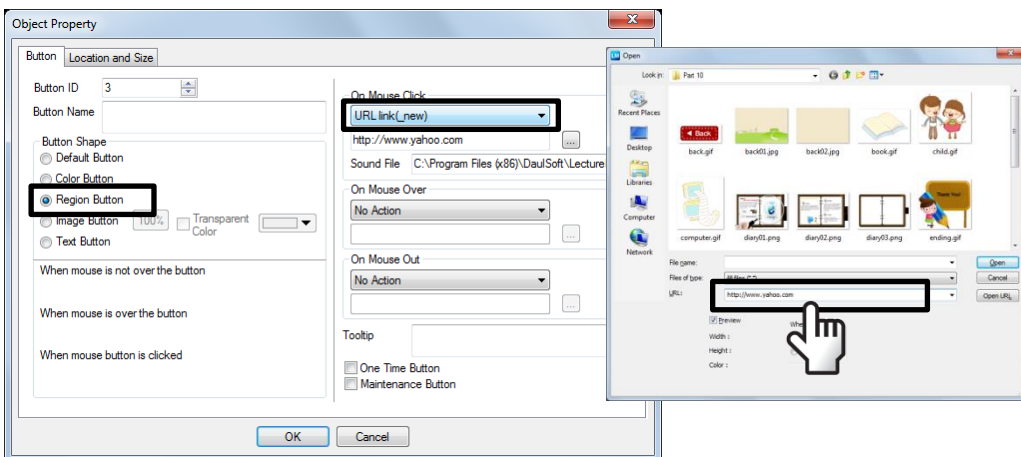 Object Property
Button Location and Size
Button ID 3
Button Name
Button Shape
Default Button
Color Button
Region Button
Image Button 100% Transparent Color
Text Button
When mouse is not over the button
When mouse is over the button
When mouse button is clicked
On Mouse Click
URL link(_new)
http://www.yahoo.com ...
Sound File C:\Program Files (x86)\DaulSoft\Lecture
On Mouse Over
No Action
...
On Mouse Out
No Action
...
Tooltip
One Time Button
Maintenance Button
OK Cancel
Open
Look in: Part 10
Recent Places
Desktop
Libraries
Computer
Network
Back
back.gif back01.jpg back02.jpg book.gif child.gif
Thank You!
computer.gif diary01.png diary02.png diary03.png ending.gif
File name: Open
Files of type: Cancel
URL: http://www.yahoo.com Open URL
Preview
Width :
Height :
Color :